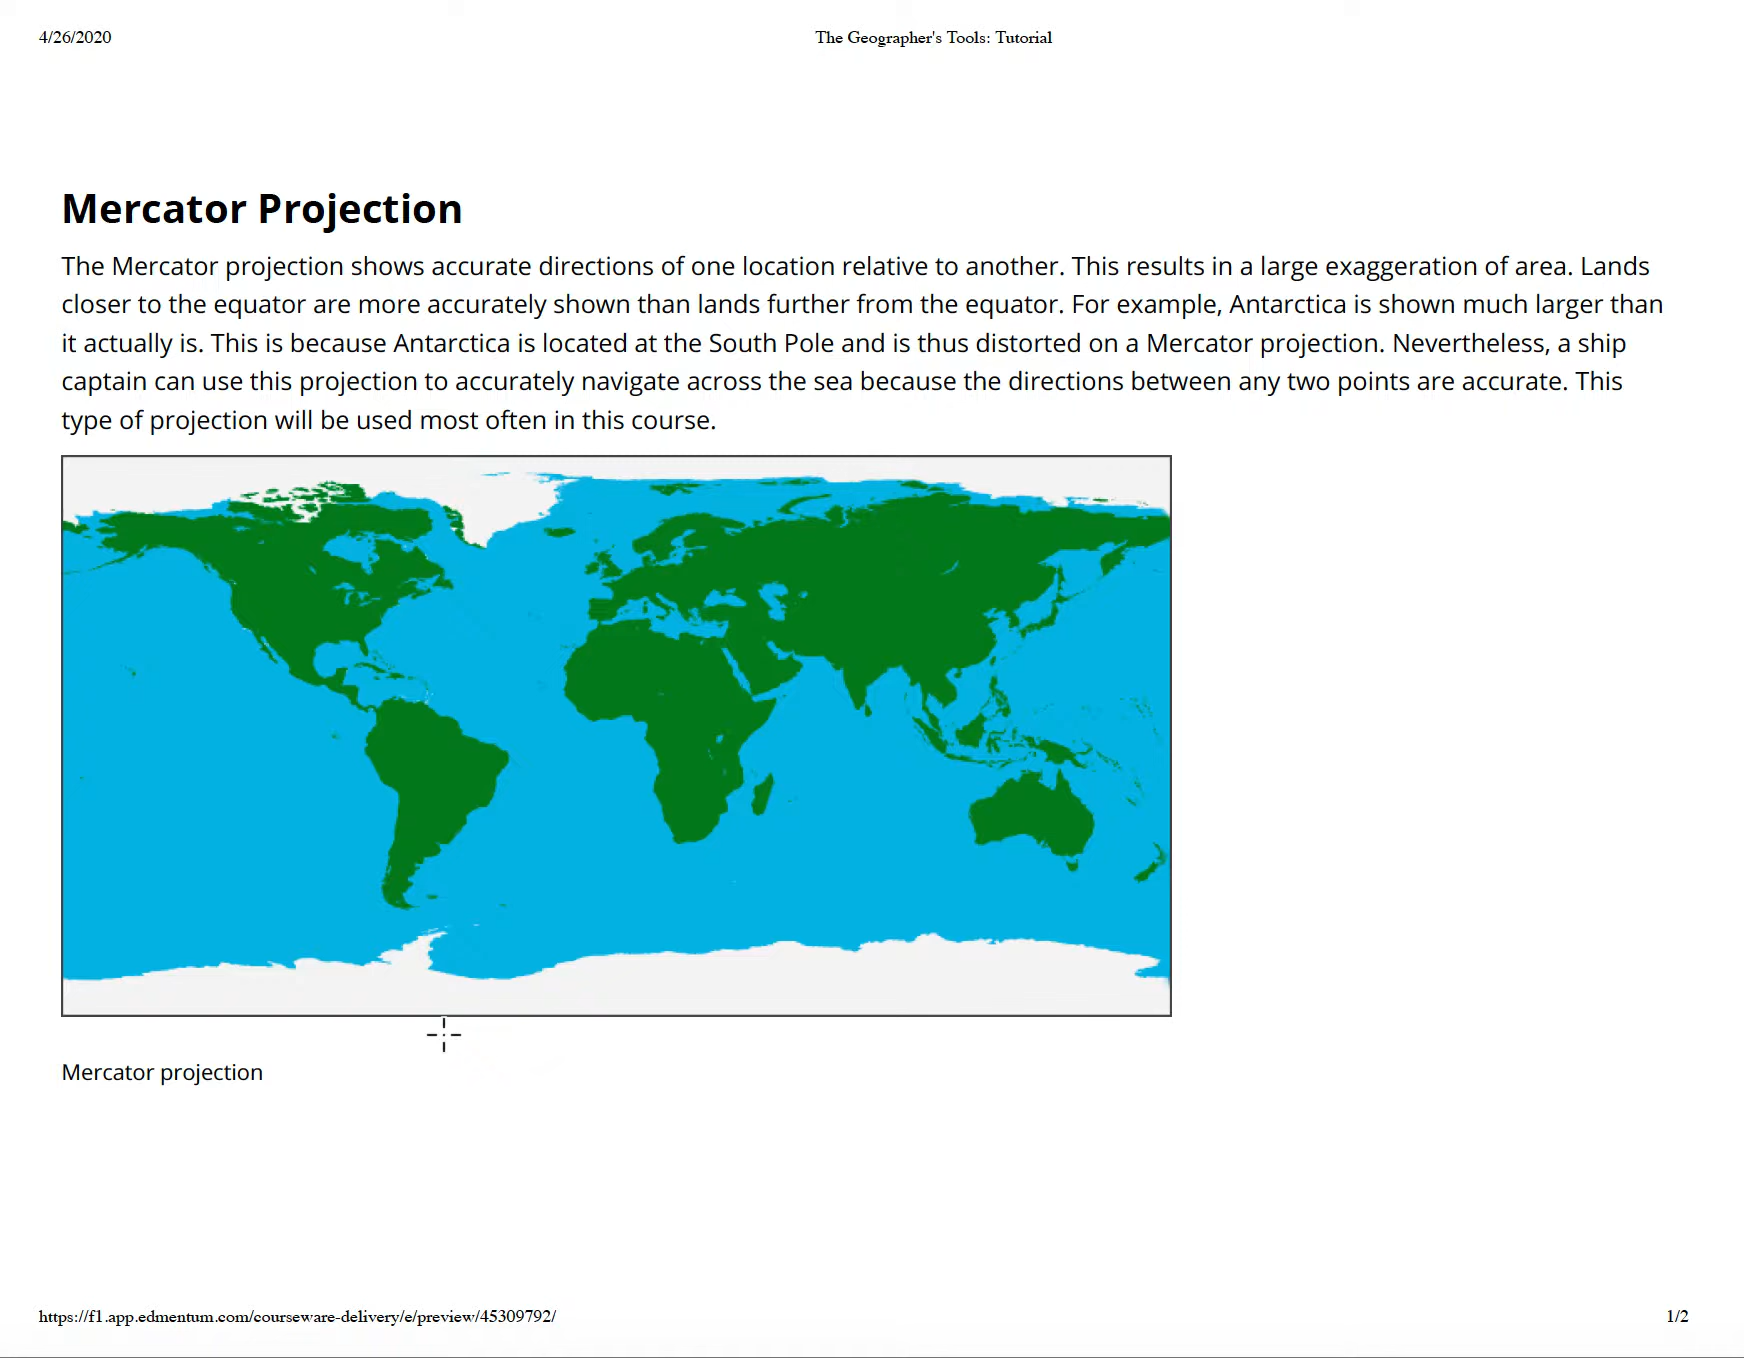 4/26/2020
The Geographer's Tools: Tutorial
Mercator Projection
The Mercator projection shows accurate directions of one location relative to another. This results in a large exaggeration of area. Lands
closer to the equator are more accurately shown than lands further from the equator. For example, Antarctica is shown much larger than
it actually is. This is because Antarctica is located at the South Pole and is thus distorted on a Mercator projection. Nevertheless, a ship
captain can use this projection to accurately navigate across the sea because the directions between any two points are accurate. This
type of projection will be used most often in this course.
Mercator projection
https://f1.app.edmentum.com/courseware-delivery/e/preview/45309792/
1/2